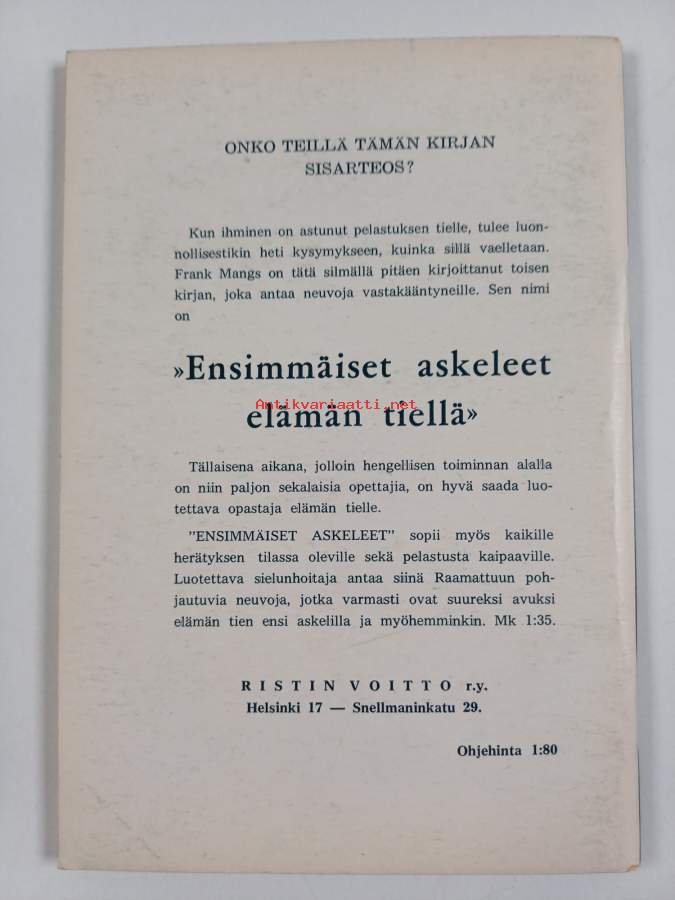 ONKO TEILLÄ TÄMÄN KIRJAN
SISARTEOS?
Kun ihminen on astunut pelastuksen tielle, tulee luon-
nollisestikin heti kysymykseen, kuinka sillä vaelletaan.
Frank Mangs on tätä silmällä pitäen kirjoittanut toisen
kirjan, joka antaa neuvoja vastakääntyneille. Sen nimi
on
»Ensimmäiset askeleet
Antikvariaatti.net
elämän tiellä»
Tällaisena aikana, jolloin hengellisen toiminnan alalla
on niin paljon sekalaisia opettajia, on hyvä saada luo-
tettava opastaja elämän tielle.
"ENSIMMÄISET ASKELEET" sopii myös kaikille
herätyksen tilassa oleville sekä pelastusta kaipaaville.
Luotettava sielunhoitaja antaa siinä Raamattuun poh-
jautuvia neuvoja, jotka varmasti ovat suureksi avuksi
elämän tien ensi askelilla ja myöhemminkin. Mk 1:35.
RISTIN VOITTO r.y.
Helsinki 17 — Snellmaninkatu 29.
Ohjehinta 1:80